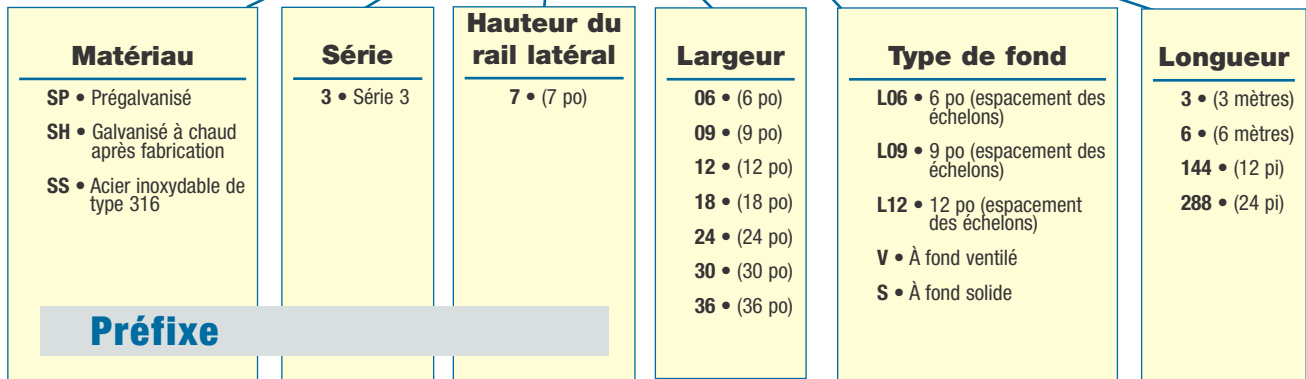 Matériau
SP • Prégalvanisé
SH • Galvanisé à chaud
après fabrication
SS • Acier inoxydable de
type 316
Série
3 • Série 3
Hauteur du
rail latéral
7 • (7 po)
Préfixe
Largeur
06 • (6 po)
09 • (9 po)
12 • (12 po)
18 • (18 po)
24 • (24 po)
30 • (30 po)
36 • (36 po)
Type de fond
L06 • 6 po (espacement des
échelons)
L09 • 9 po (espacement des
échelons)
L12 • 12 po (espacement
des échelons)
V • À fond ventilé
S • À fond solide
Longueur
3 • (3 mètres)
6 • (6 mètres)
144 • (12 pi)
288 • (24 pi)